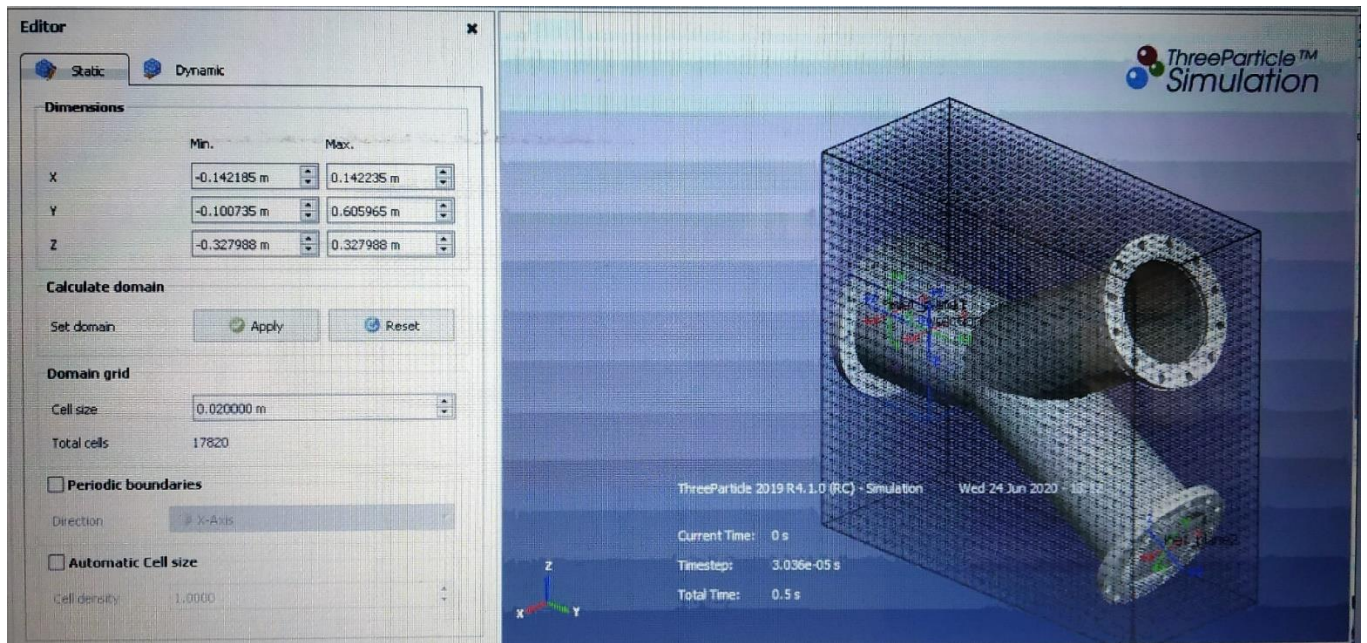 Editor
Static
Dynamic
Dimensions
Min.
Max.
X
-0.142185 m
0.142235 m
Y
-0.100735 m
0.605965 m
Z
-0.327988 m
0.327988 m
Calculate domain
Set domain
Apply
Reset
Domain grid
Cell size
0.020000 m
Total cells
17820
Periodic boundaries
Direction
X-Axis
Automatic Cell size
Cell density
1.0000
ThreeParticle™
Simulation
ThreeParticle 2019 R4.1.0 (RC) - Simulation
Wed 24 Jun 2020 -
Current Time: 0 s
Timestep: 3.036e-05 s
Total Time: 0.5 s
Z
X
Y